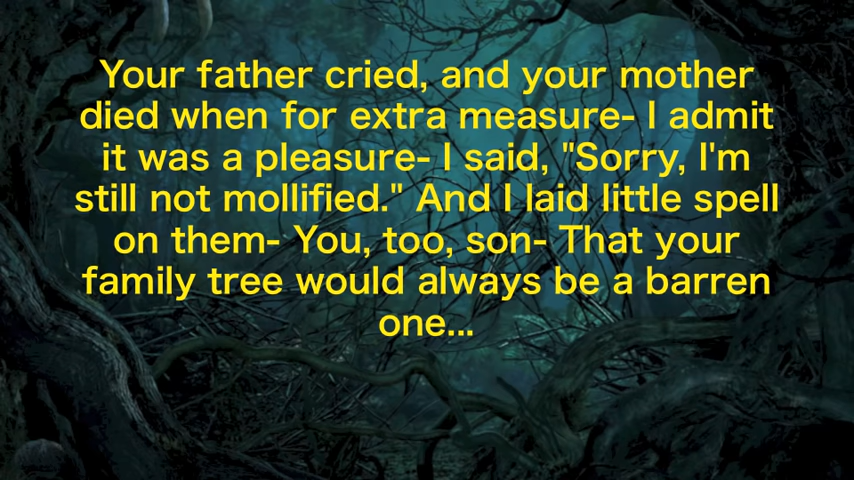 Your father cried, and your mother
died when for extra measure- I admit
it was a pleasure- I said, "Sorry, I'm
still not mollified." And I laid little spell
on them- You, too, son- That your
family tree would always be a barren
one...